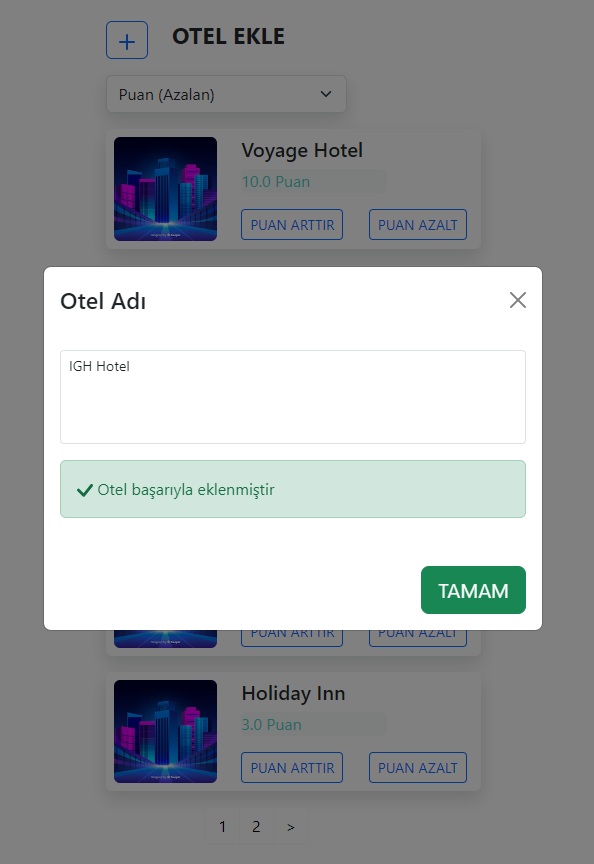 + OTEL EKLE
Puan (Azalan)
Voyage Hotel
10.0 Puan
PUAN ARTTIR PUAN AZALT
Otel Adı
IGH Hotel
Otel başarıyla eklenmiştir
TAMAM
PUAN ARTTIR PUAN AZALT
Holiday Inn
3.0 Puan
PUAN ARTTIR PUAN AZALT
1 2 >